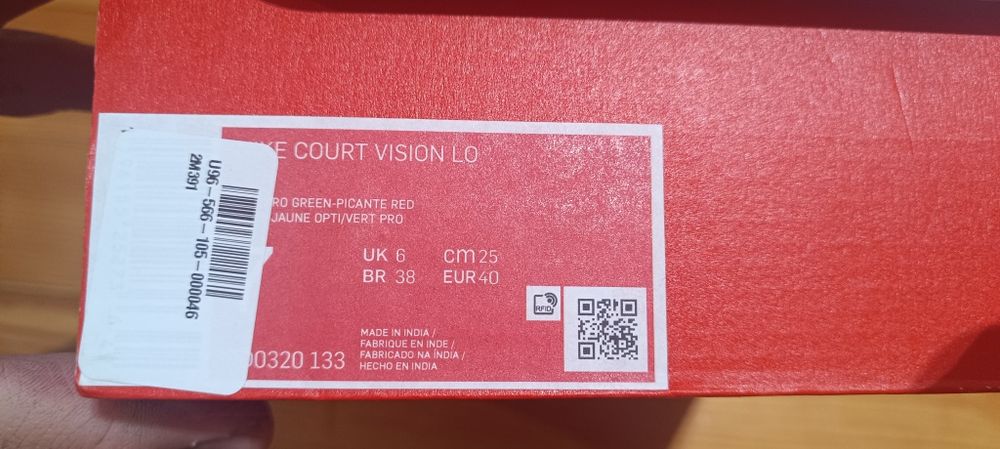 COURT VISION LO
GREEN-PICANTE RED
JAUNE OPTI/VERT PRO
UK 6 cm 25
BR 38 EUR 40
RFID
MADE IN INDIA /
FABRIQUE EN INDE /
FABRICADO NA ÍNDIA /
HECHO EN INDIA
00320 133
U96-566-105-000046
2M391